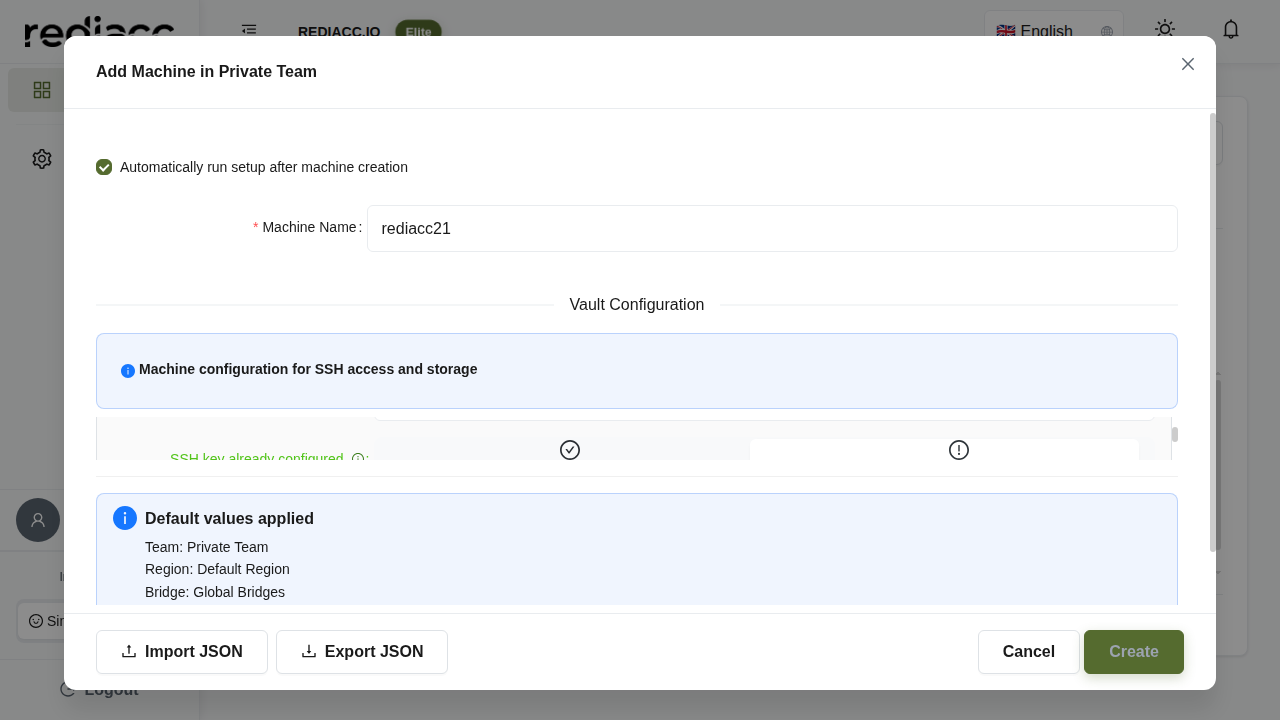 rediacc
REDIACC.IO
Elite
English
Add Machine in Private Team
Automatically run setup after machine creation
* Machine Name :
rediacc21
Vault Configuration
Machine configuration for SSH access and storage
SSH key already configured :
Default values applied
Team: Private Team
Region: Default Region
Bridge: Global Bridges
Import JSON
Export JSON
Cancel
Create
Logout